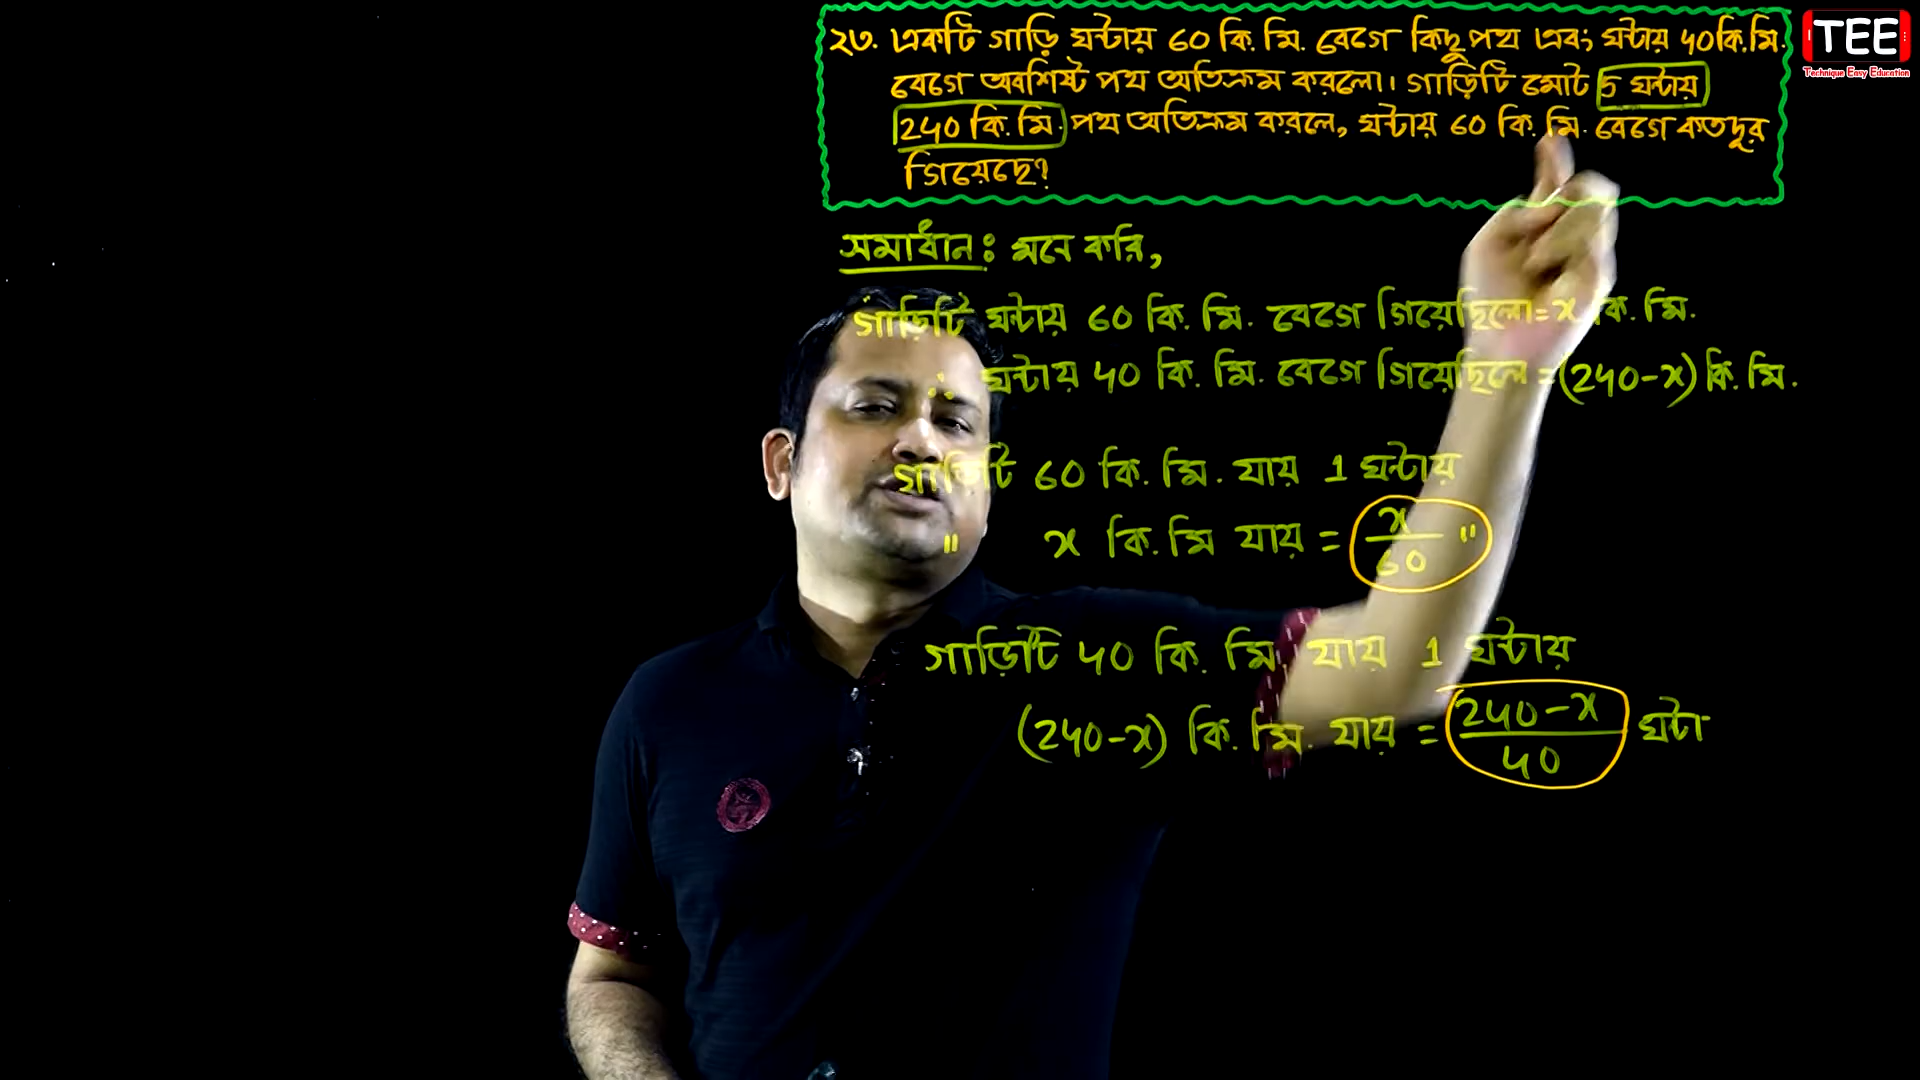 ২৩. একটি গাড়ি ঘন্টায় 60 কি. মি. বেগে কিছু পথ এবং ঘন্টায় 40 কি.মি.
বেগে অবশিষ্ট পথ অতিক্রম করলো। গাড়িটি মোট 5 ঘন্টায়
240 কি. মি. পথ অতিক্রম করলে, ঘন্টায় 60 কি. মি. বেগে কতদূর
গিয়েছে?
TEE
Technique Easy Education
সমাধান: মনে করি,
গাড়িটি ঘন্টায় 60 কি. মি. বেগে গিয়েছিলো = x কি. মি.
∴ ঘন্টায় 40 কি. মি. বেগে গিয়েছিলে = (240-x) কি. মি.
গাড়িটি 60 কি. মি. যায় 1 ঘন্টায়
" x কি. মি যায় = x/60 "
গাড়িটি 40 কি. মি. যায় 1 ঘন্টায়
(240-x) কি. মি. যায় = 240-x/40 ঘন্টা